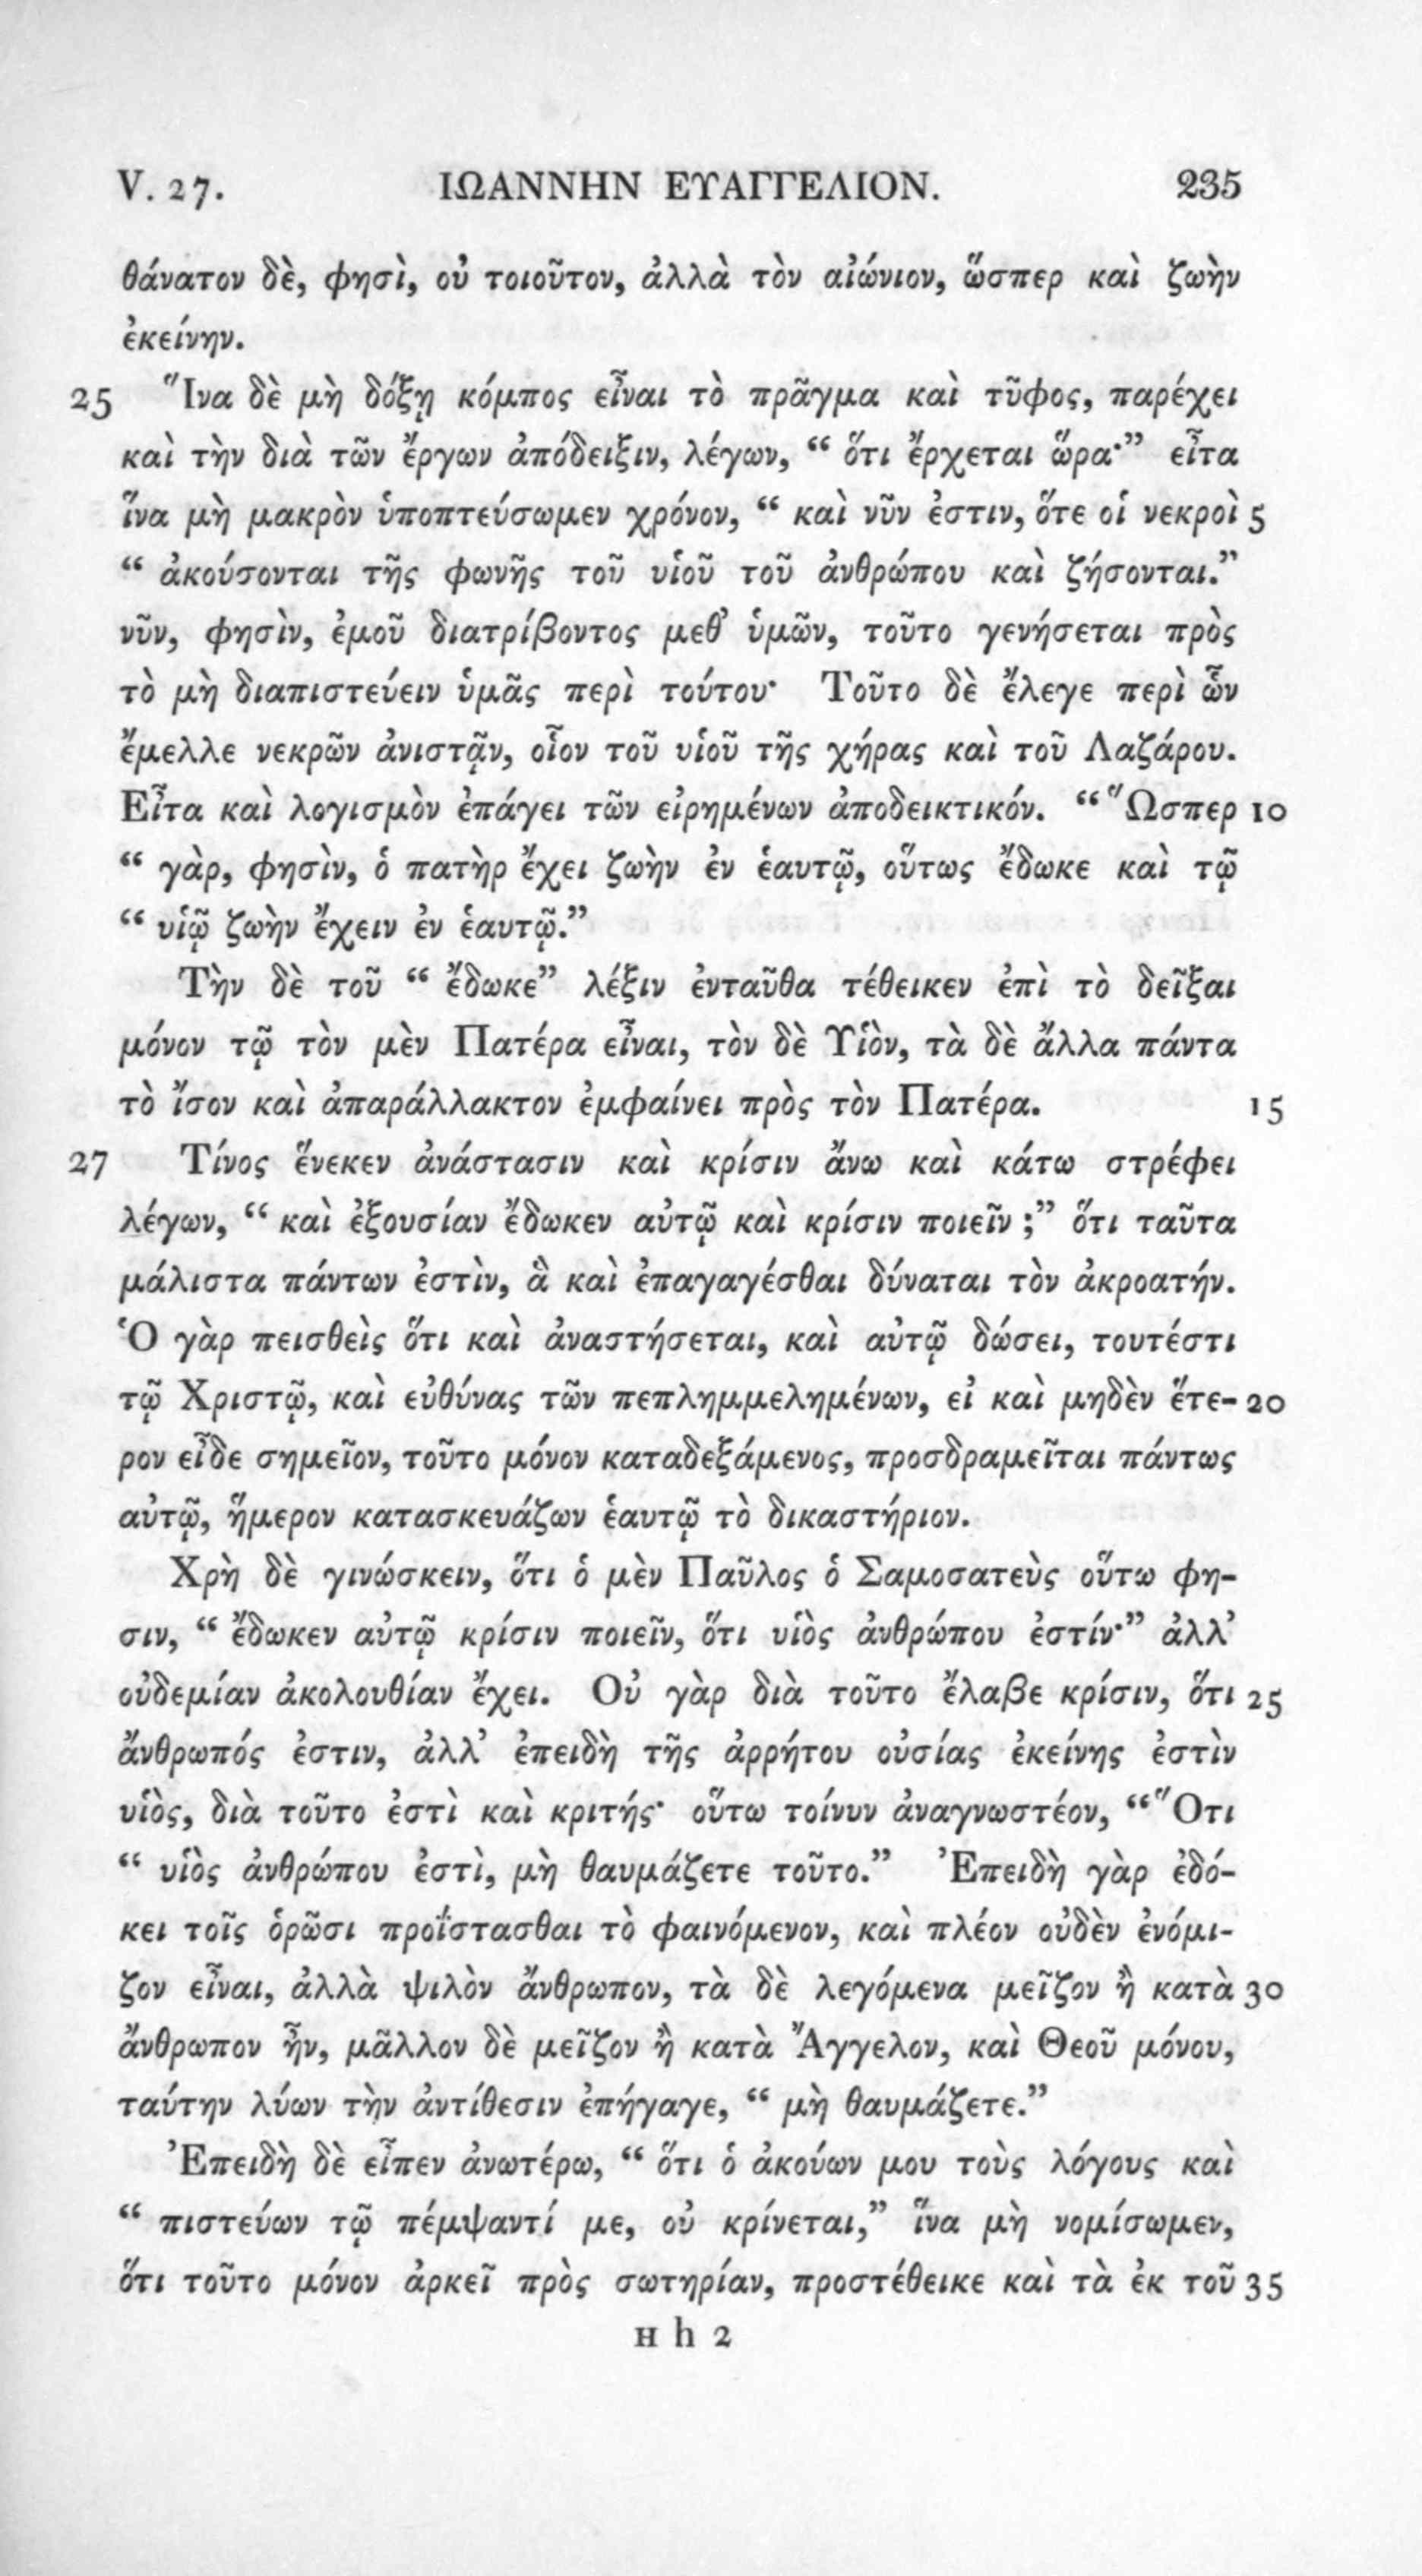 V. 27. ΙΩΑΝΝΗΝ ΕΥΑΓΓΕΛΙΟΝ. 235
θάνατον δὲ, φησὶ, οὐ τοιοῦτον, ἀλλὰ τὸν αἰώνιον, ὥσπερ καὶ ζωὴν
ἐκείνην.
25 Ἵνα δὲ μὴ δόξῃ κόμπος εἶναι τὸ πρᾶγμα καὶ τῦφος, παρέχει
καὶ τὴν διὰ τῶν ἔργων ἀπόδειξιν, λέγων, “ ὅτι ἔρχεται ὥρα·” εἶτα
ἵνα μὴ μακρὸν ὑποπτεύσωμεν χρόνον, “ καὶ νῦν ἐστιν, ὅτε οἱ νεκροὶ 5
“ ἀκούσονται τῆς φωνῆς τοῦ υἱοῦ τοῦ ἀνθρώπου καὶ ζήσονται.”
νῦν, φησὶν, ἐμοῦ διατρίβοντος μεθ’ ὑμῶν, τοῦτο γενήσεται πρὸς
τὸ μὴ διαπιστεύειν ὑμᾶς περὶ τούτου· Τοῦτο δὲ ἔλεγε περὶ ὧν
ἔμελλε νεκρῶν ἀνιστᾷν, οἷον τοῦ υἱοῦ τῆς χήρας καὶ τοῦ Λαζάρου.
Εἶτα καὶ λογισμὸν ἐπάγει τῶν εἰρημένων ἀποδεικτικόν. “ Ὥσπερ 10
“ γὰρ, φησὶν, ὁ πατὴρ ἔχει ζωὴν ἐν ἑαυτῷ, οὕτως ἔδωκε καὶ τῷ
“ υἱῷ ζωὴν ἔχειν ἐν ἑαυτῷ.”
Τὴν δὲ τοῦ “ ἔδωκε” λέξιν ἐνταῦθα τέθεικεν ἐπὶ τὸ δεῖξαι
μόνον τῷ τὸν μὲν Πατέρα εἶναι, τὸν δὲ Υἱὸν, τὰ δὲ ἄλλα πάντα
τὸ ἴσον καὶ ἀπαράλλακτον ἐμφαίνει πρὸς τὸν Πατέρα. 15
27 Τίνος ἕνεκεν ἀνάστασιν καὶ κρίσιν ἄνω καὶ κάτω στρέφει
λέγων, “ καὶ ἐξουσίαν ἔδωκεν αὐτῷ καὶ κρίσιν ποιεῖν ;” ὅτι ταῦτα
μάλιστα πάντων ἐστὶν, ἃ καὶ ἐπαγαγέσθαι δύναται τὸν ἀκροατήν.
Ὁ γὰρ πεισθεὶς ὅτι καὶ ἀναστήσεται, καὶ αὐτῷ δώσει, τουτέστι
τῷ Χριστῷ, καὶ εὐθύνας τῶν πεπλημμελημένων, εἰ καὶ μηδὲν ἕτε- 20
ρον εἶδε σημεῖον, τοῦτο μόνον καταδεξάμενος, προσδραμεῖται πάντως
αὐτῷ, ἥμερον κατασκευάζων ἑαυτῷ τὸ δικαστήριον.
Χρὴ δὲ γινώσκειν, ὅτι ὁ μὲν Παῦλος ὁ Σαμοσατεὺς οὕτω φη-
σιν, “ ἔδωκεν αὐτῷ κρίσιν ποιεῖν, ὅτι υἱὸς ἀνθρώπου ἐστίν·” ἀλλ’
οὐδεμίαν ἀκολουθίαν ἔχει. Οὐ γὰρ διὰ τοῦτο ἔλαβε κρίσιν, ὅτι 25
ἄνθρωπός ἐστιν, ἀλλ’ ἐπειδὴ τῆς ἀρρήτου οὐσίας ἐκείνης ἐστὶν
υἱὸς, διὰ τοῦτο ἐστὶ καὶ κριτής· οὕτω τοίνυν ἀναγνωστέον, “ Ὅτι
“ υἱὸς ἀνθρώπου ἐστὶ, μὴ θαυμάζετε τοῦτο.” Ἐπειδὴ γὰρ ἐδό-
κει τοῖς ὁρῶσι προΐστασθαι τὸ φαινόμενον, καὶ πλέον οὐδὲν ἐνόμι-
ζον εἶναι, ἀλλὰ ψιλὸν ἄνθρωπον, τὰ δὲ λεγόμενα μεῖζον ἢ κατὰ 30
ἄνθρωπον ἦν, μᾶλλον δὲ μεῖζον ἢ κατὰ Ἄγγελον, καὶ Θεοῦ μόνου,
ταύτην λύων τὴν ἀντίθεσιν ἐπήγαγε, “ μὴ θαυμάζετε.”
Ἐπειδὴ δὲ εἶπεν ἀνωτέρω, “ ὅτι ὁ ἀκούων μου τοὺς λόγους καὶ
“ πιστεύων τῷ πέμψαντί με, οὐ κρίνεται,” ἵνα μὴ νομίσωμεν,
ὅτι τοῦτο μόνον ἀρκεῖ πρὸς σωτηρίαν, προστέθεικε καὶ τὰ ἐκ τοῦ 35
H h 2